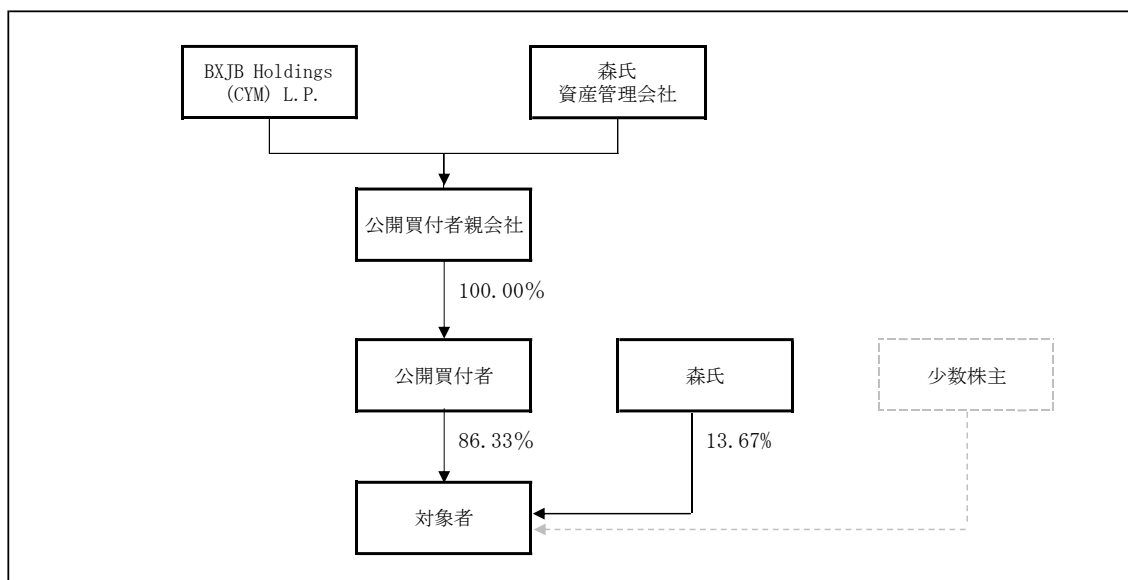 BXJB Holdings
(CYM) L.P.
森氏
資産管理会社
公開買付者親会社
100.00%
公開買付者
森氏
少数株主
86.33%
13.67%
対象者